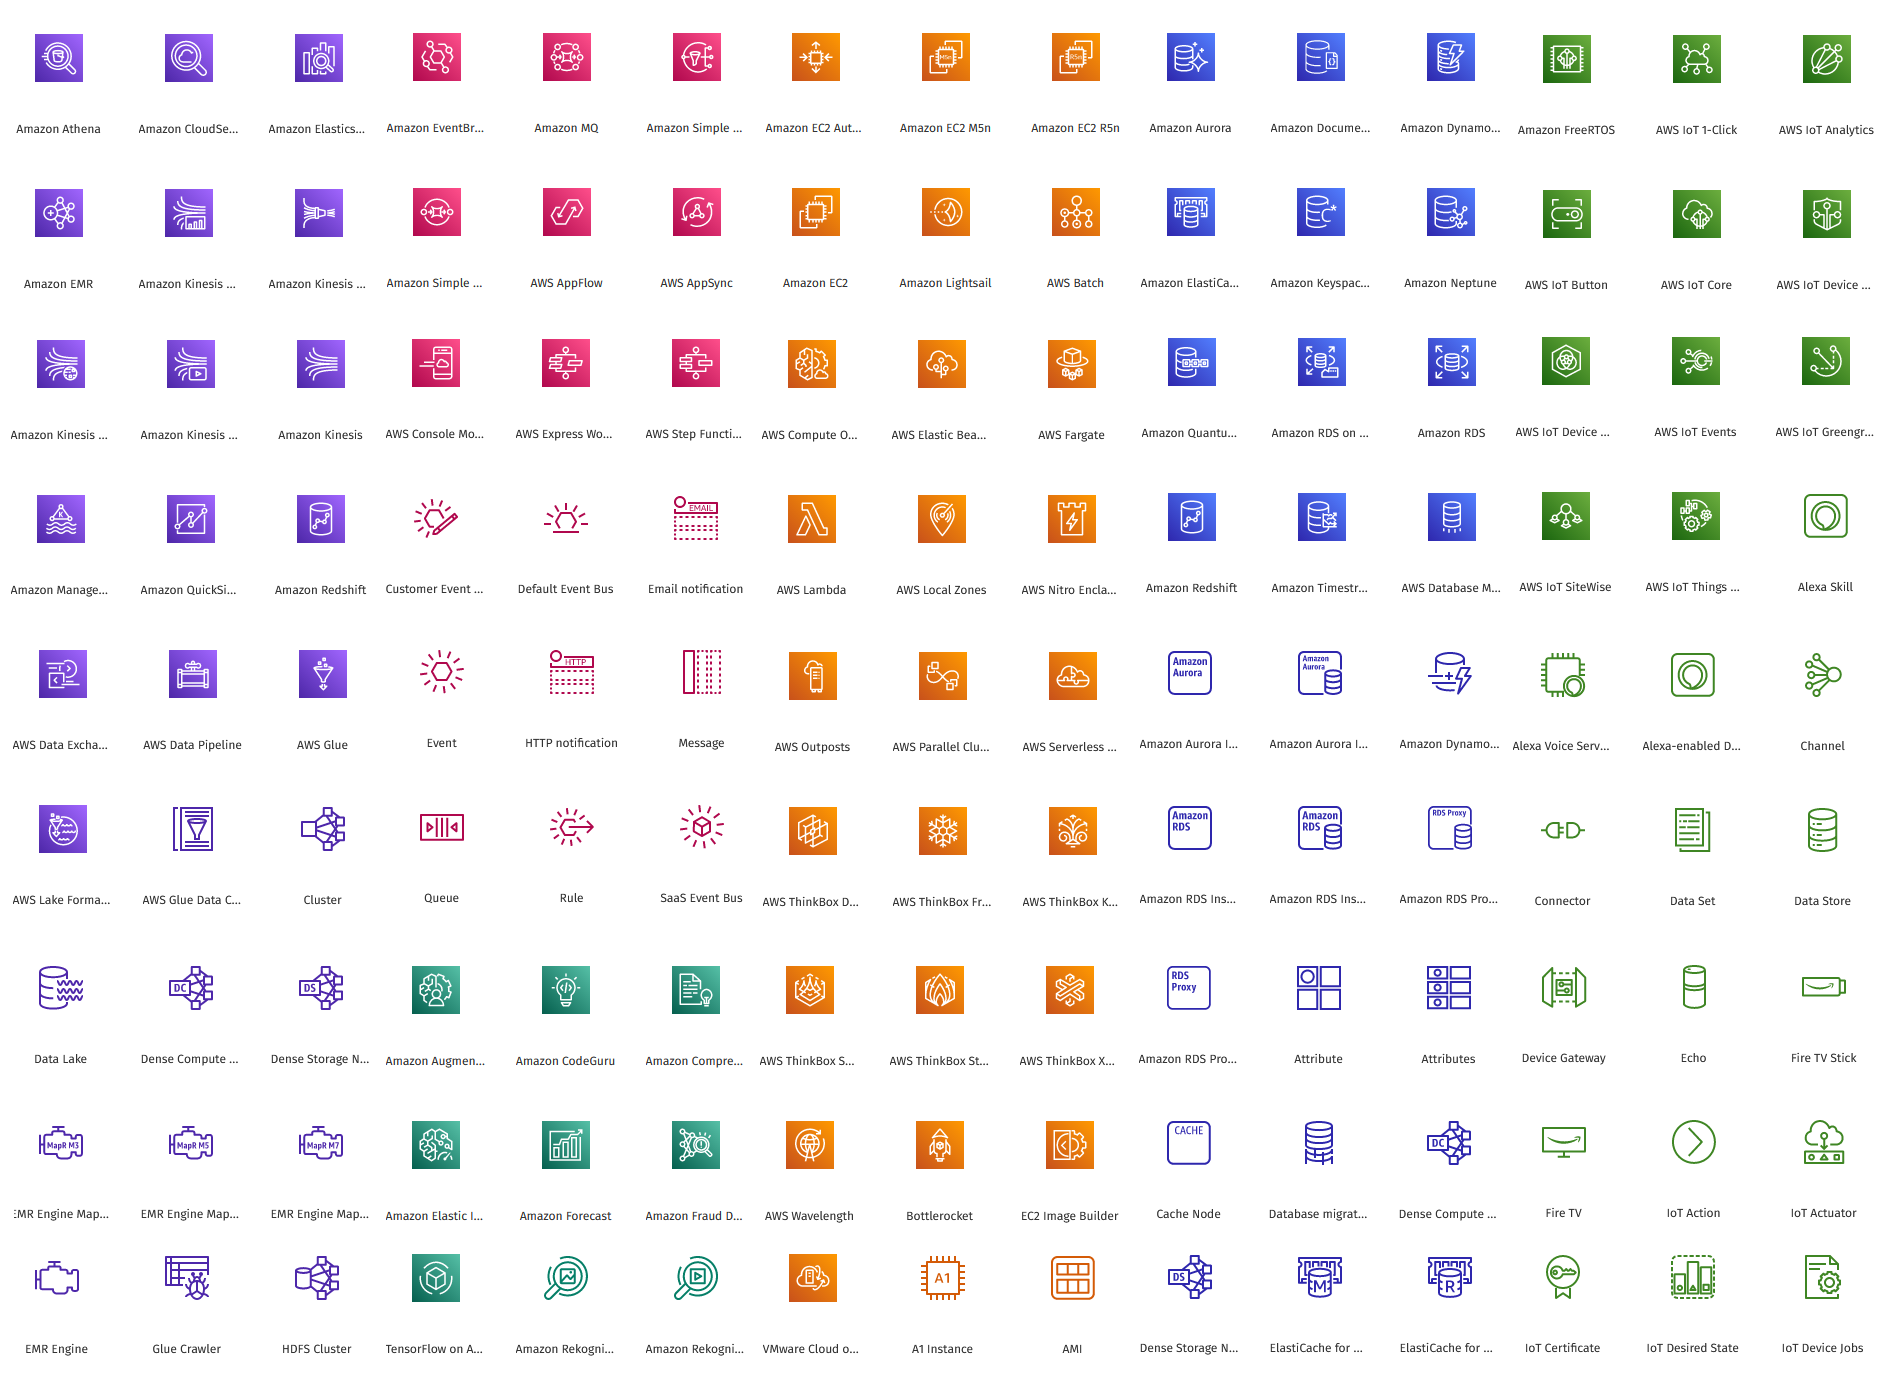 Amazon Athena
Amazon CloudSe...
Amazon Elastics...
Amazon EventBr...
Amazon MQ
Amazon Simple ...
Amazon EC2 Aut...
M5n
Amazon EC2 M5n
R5n
Amazon EC2 R5n
Amazon Aurora
Amazon Docume...
Amazon Dynamo...
Amazon FreeRTOS
AWS IoT 1-Click
AWS IoT Analytics
Amazon EMR
Amazon Kinesis ...
Amazon Kinesis ...
Amazon Simple ...
AWS AppFlow
AWS AppSync
Amazon EC2
Amazon Lightsail
AWS Batch
Amazon ElastiCa...
C*
Amazon Keyspac...
Amazon Neptune
AWS IoT Button
AWS IoT Core
AWS IoT Device ...
Amazon Kinesis ...
Amazon Kinesis ...
Amazon Kinesis
AWS Console Mo...
AWS Express Wo...
AWS Step Functi...
AWS Compute O...
AWS Elastic Bea...
AWS Fargate
Amazon Quantu...
Amazon RDS on ...
Amazon RDS
AWS IoT Device ...
AWS IoT Events
AWS IoT Greengr...
K
Amazon Manage...
Amazon QuickSi...
Amazon Redshift
Customer Event ...
Default Event Bus
EMAIL
Email notification
AWS Lambda
AWS Local Zones
AWS Nitro Encla...
Amazon Redshift
Amazon Timestr...
AWS Database M...
AWS IoT SiteWise
AWS IoT Things ...
Alexa Skill
AWS Data Excha...
AWS Data Pipeline
AWS Glue
Event
HTTP
HTTP notification
Message
AWS Outposts
AWS Parallel Clu...
AWS Serverless ...
Amazon
Aurora
Amazon Aurora I...
Amazon
Aurora
Amazon Aurora I...
Amazon Dynamo...
Alexa Voice Serv...
Alexa-enabled D...
Channel
AWS Lake Forma...
AWS Glue Data C...
Cluster
Queue
Rule
SaaS Event Bus
AWS ThinkBox D...
AWS ThinkBox Fr...
AWS ThinkBox K...
Amazon
RDS
Amazon RDS Ins...
Amazon
RDS
Amazon RDS Ins...
RDS Proxy
Amazon RDS Pro...
Connector
Data Set
Data Store
Data Lake
DC
Dense Compute ...
DS
Dense Storage N...
Amazon Augmen...
Amazon CodeGuru
Amazon Compre...
AWS ThinkBox S...
AWS ThinkBox St...
AWS ThinkBox X...
RDS
Proxy
Amazon RDS Pro...
Attribute
Attributes
Device Gateway
Echo
Fire TV Stick
MapR M3
EMR Engine Map...
MapR M5
EMR Engine Map...
MapR M7
EMR Engine Map...
Amazon Elastic I...
Amazon Forecast
Amazon Fraud D...
AWS Wavelength
Bottlerocket
EC2 Image Builder
CACHE
Cache Node
Database migrat...
DC
Dense Compute ...
Fire TV
IoT Action
IoT Actuator
EMR Engine
Glue Crawler
HDFS Cluster
TensorFlow on A...
Amazon Rekogni...
Amazon Rekogni...
VMware Cloud o...
A1
A1 Instance
AMI
DS
Dense Storage N...
M
ElastiCache for ...
R
ElastiCache for ...
IoT Certificate
IoT Desired State
IoT Device Jobs